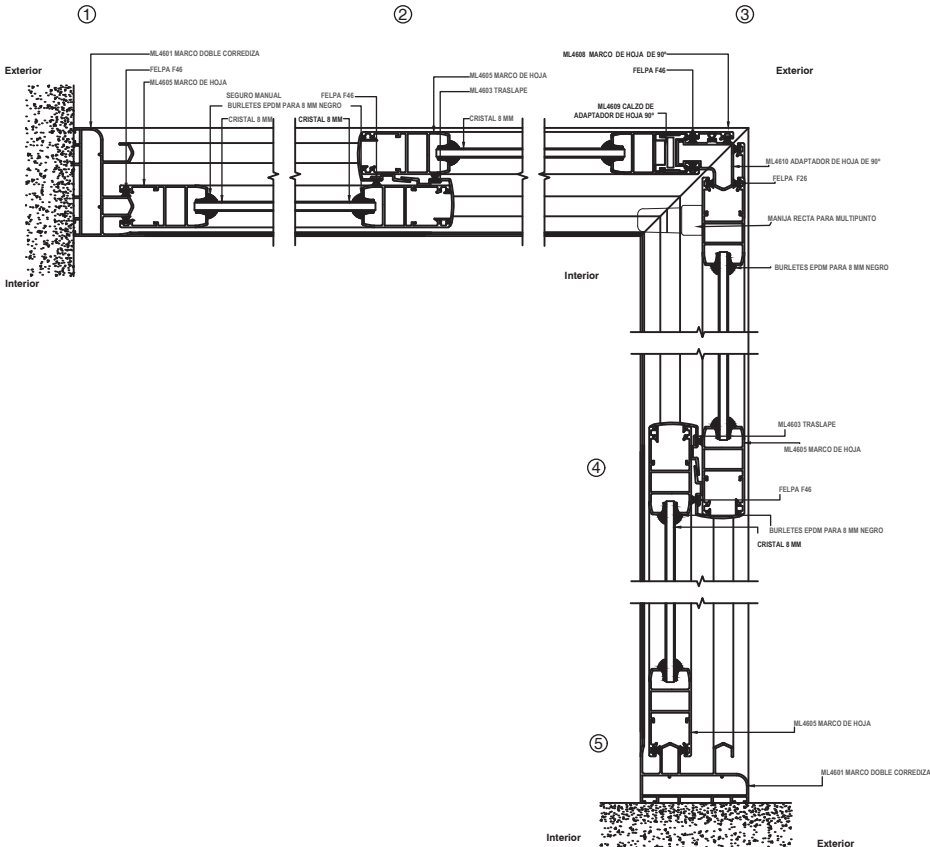 1
2
3
ML4601 MARCO DOBLE CORREDIZA
ML4608 MARCO DE HOJA DE 90º
Exterior
FELPA F46
ML4605 MARCO DE HOJA
FELPA F46
Exterior
ML4605 MARCO DE HOJA
SEGURO MANUAL
FELPA F46
ML4603 TRASLAPE
BURLETES EPDM PARA 8 MM NEGRO
ML4609 CALZO DE
ADAPTADOR DE HOJA 90º
CRISTAL 8 MM
CRISTAL 8 MM
CRISTAL 8 MM
ML4610 ADAPTADOR DE HOJA DE 90º
FELPA F26
MANIJA RECTA PARA MULTIPUNTO
Interior
Interior
BURLETES EPDM PARA 8 MM NEGRO
ML4603 TRASLAPE
ML4605 MARCO DE HOJA
4
FELPA F46
BURLETES EPDM PARA 8 MM NEGRO
CRISTAL 8 MM
ML4605 MARCO DE HOJA
5
ML4601 MARCO DOBLE CORREDIZA
Interior
Exterior